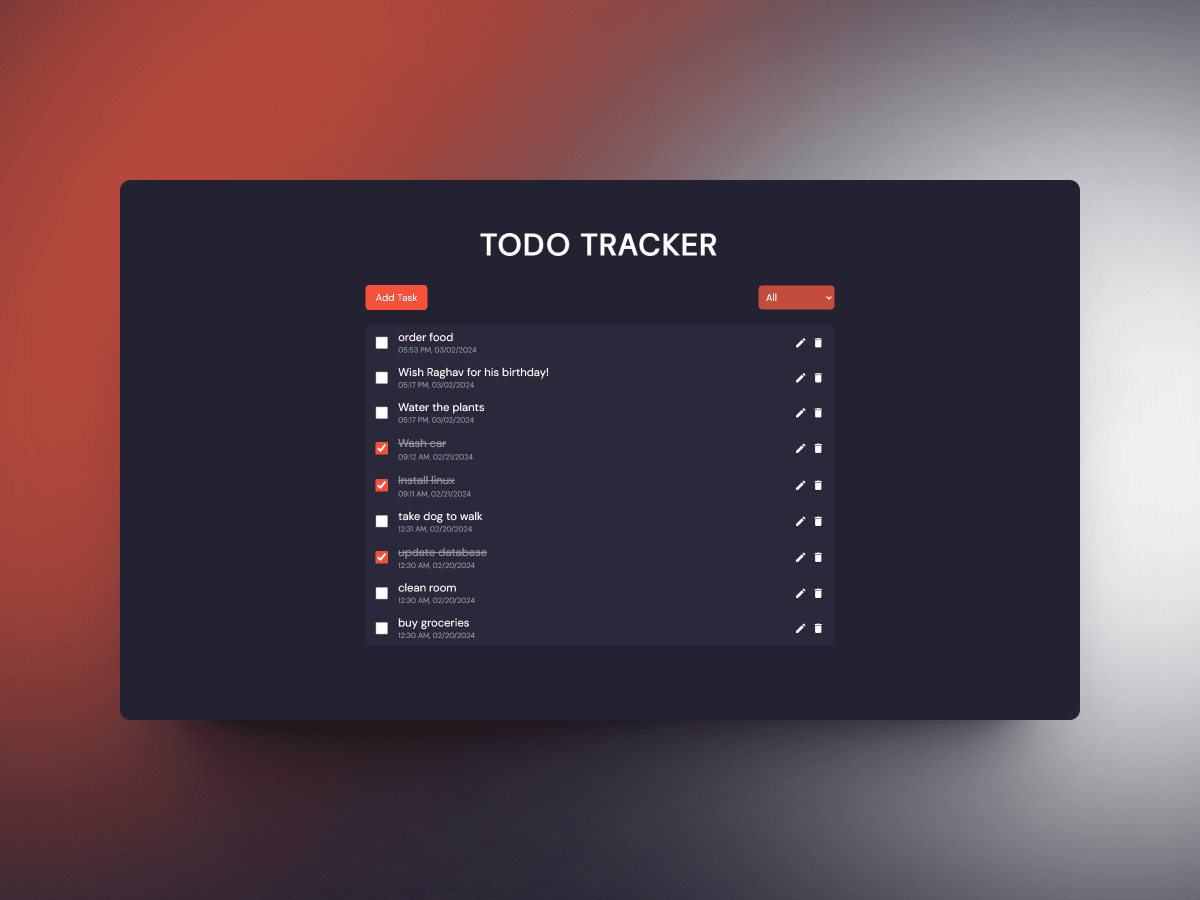 TODO TRACKER
Add Task
All
order food
05:53 PM, 03/02/2024
Wish Raghav for his birthday!
05:17 PM, 03/02/2024
Water the plants
05:17 PM, 03/02/2024
Wash car
09:12 AM, 02/21/2024
Install linux
09:11 AM, 02/21/2024
take dog to walk
12:31 AM, 02/20/2024
update database
12:30 AM, 02/20/2024
clean room
12:30 AM, 02/20/2024
buy groceries
12:30 AM, 02/20/2024